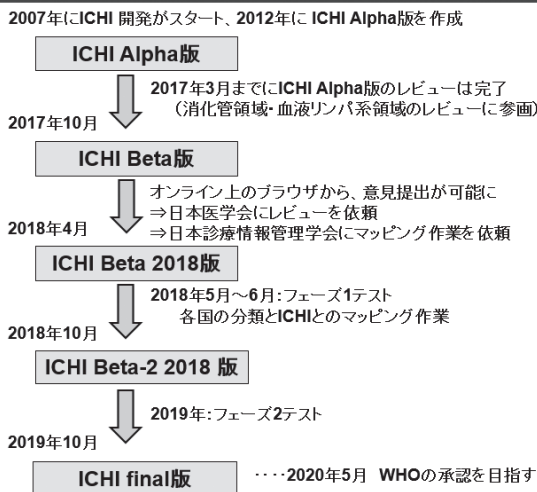 2007年にICHI 開発がスタート、2012年に ICHI Alpha版を作成
ICHI Alpha版
2017年3月までにICHI Alpha版のレビューは完了
（消化管領域・血液リンパ系領域のレビューに参画）
2017年10月
ICHI Beta版
オンライン上のブラウザから、意見提出が可能に
⇒日本医学会にレビューを依頼
2018年4月
⇒日本診療情報管理学会にマッピング作業を依頼
ICHI Beta 2018版
2018年5月～6月：フェーズ1テスト
各国の分類とICHIとのマッピング作業
2018年10月
ICHI Beta-2 2018 版
2019年：フェーズ2テスト
2019年10月
ICHI final版
‥‥2020年5月 WHOの承認を目指す